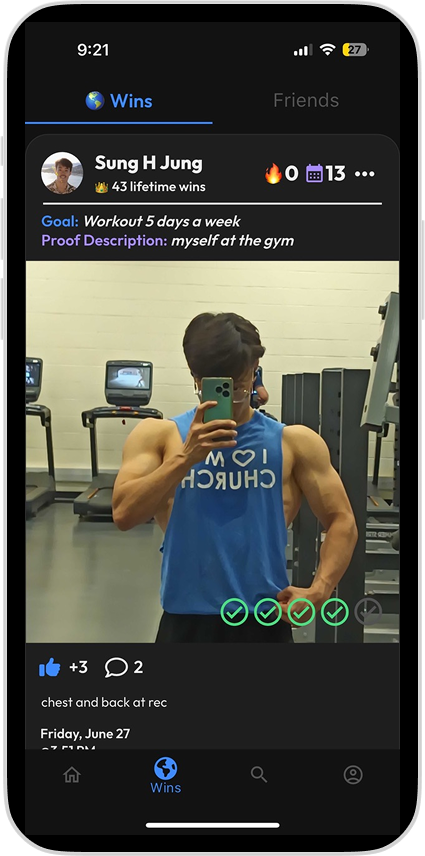 9:21
27
Wins
Friends
Sung H Jung
43 lifetime wins
0
13
Goal: Workout 5 days a week
Proof Description: myself at the gym
I ♡ M
CHURCH
+3
2
chest and back at rec
Friday, June 27
Wins